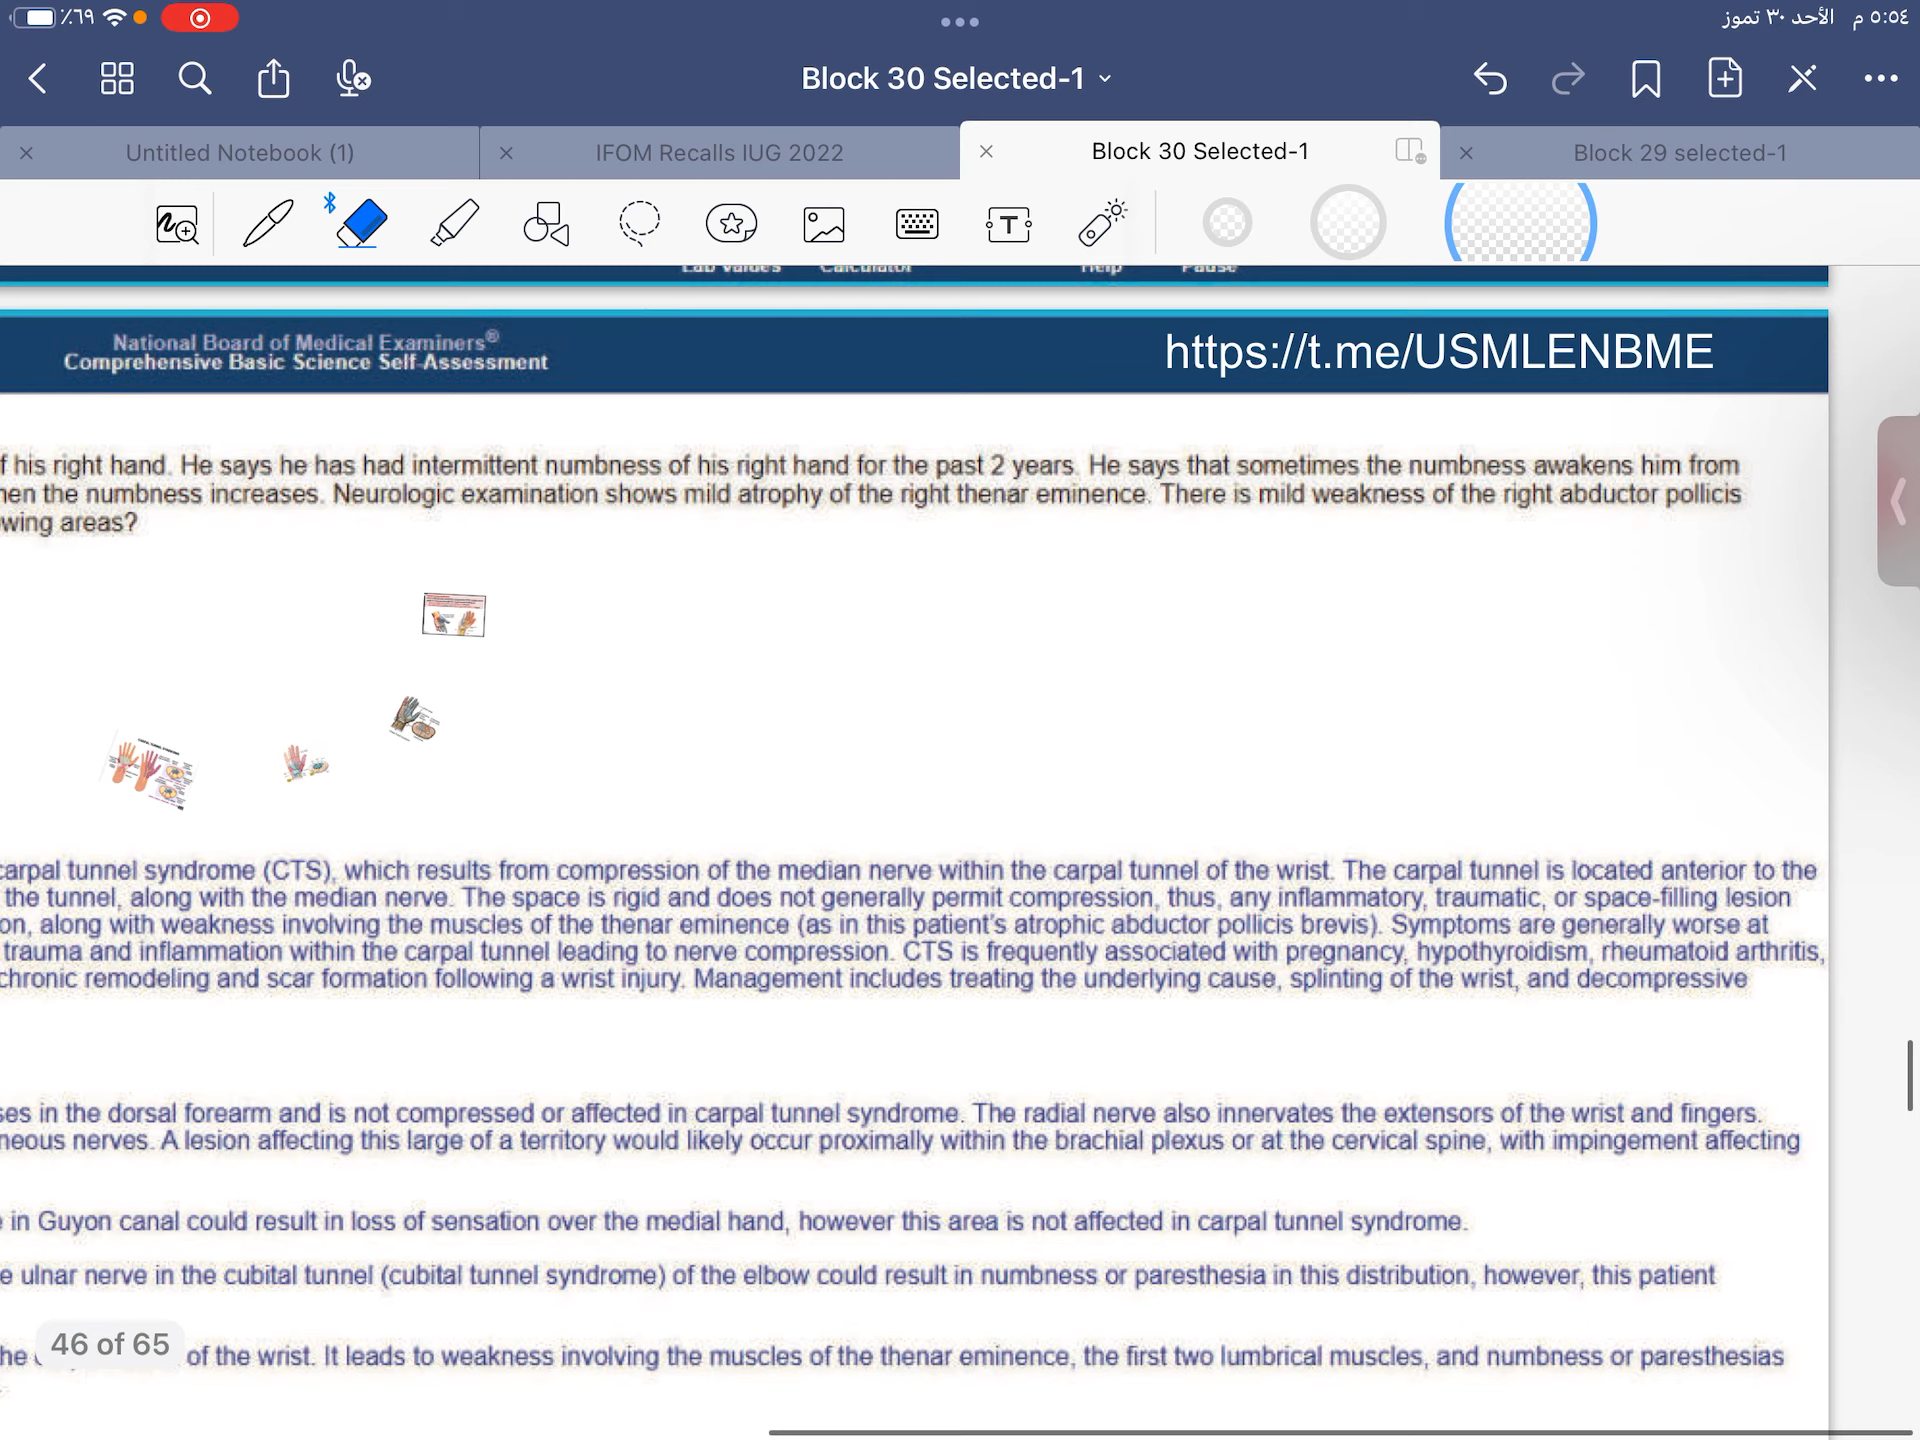 ٪٦٩
٥:٥٤ م الأحد ٣٠ تموز
Block 30 Selected-1
Untitled Notebook (1)
IFOM Recalls IUG 2022
Block 30 Selected-1
Block 29 selected-1
Lab Values Calculator Help Pause
National Board of Medical Examiners®
Comprehensive Basic Science Self-Assessment
https://t.me/USMLENBME
f his right hand. He says he has had intermittent numbness of his right hand for the past 2 years. He says that sometimes the numbness awakens him from
hen the numbness increases. Neurologic examination shows mild atrophy of the right thenar eminence. There is mild weakness of the right abductor pollicis
wing areas?
carpal tunnel syndrome (CTS), which results from compression of the median nerve within the carpal tunnel of the wrist. The carpal tunnel is located anterior to the
the tunnel, along with the median nerve. The space is rigid and does not generally permit compression, thus, any inflammatory, traumatic, or space-filling lesion
on, along with weakness involving the muscles of the thenar eminence (as in this patient's atrophic abductor pollicis brevis). Symptoms are generally worse at
trauma and inflammation within the carpal tunnel leading to nerve compression. CTS is frequently associated with pregnancy, hypothyroidism, rheumatoid arthritis,
chronic remodeling and scar formation following a wrist injury. Management includes treating the underlying cause, splinting of the wrist, and decompressive
ses in the dorsal forearm and is not compressed or affected in carpal tunnel syndrome. The radial nerve also innervates the extensors of the wrist and fingers.
neous nerves. A lesion affecting this large of a territory would likely occur proximally within the brachial plexus or at the cervical spine, with impingement affecting
in Guyon canal could result in loss of sensation over the medial hand, however this area is not affected in carpal tunnel syndrome.
e ulnar nerve in the cubital tunnel (cubital tunnel syndrome) of the elbow could result in numbness or paresthesia in this distribution, however, this patient
46 of 65
he of the wrist. It leads to weakness involving the muscles of the thenar eminence, the first two lumbrical muscles, and numbness or paresthesias